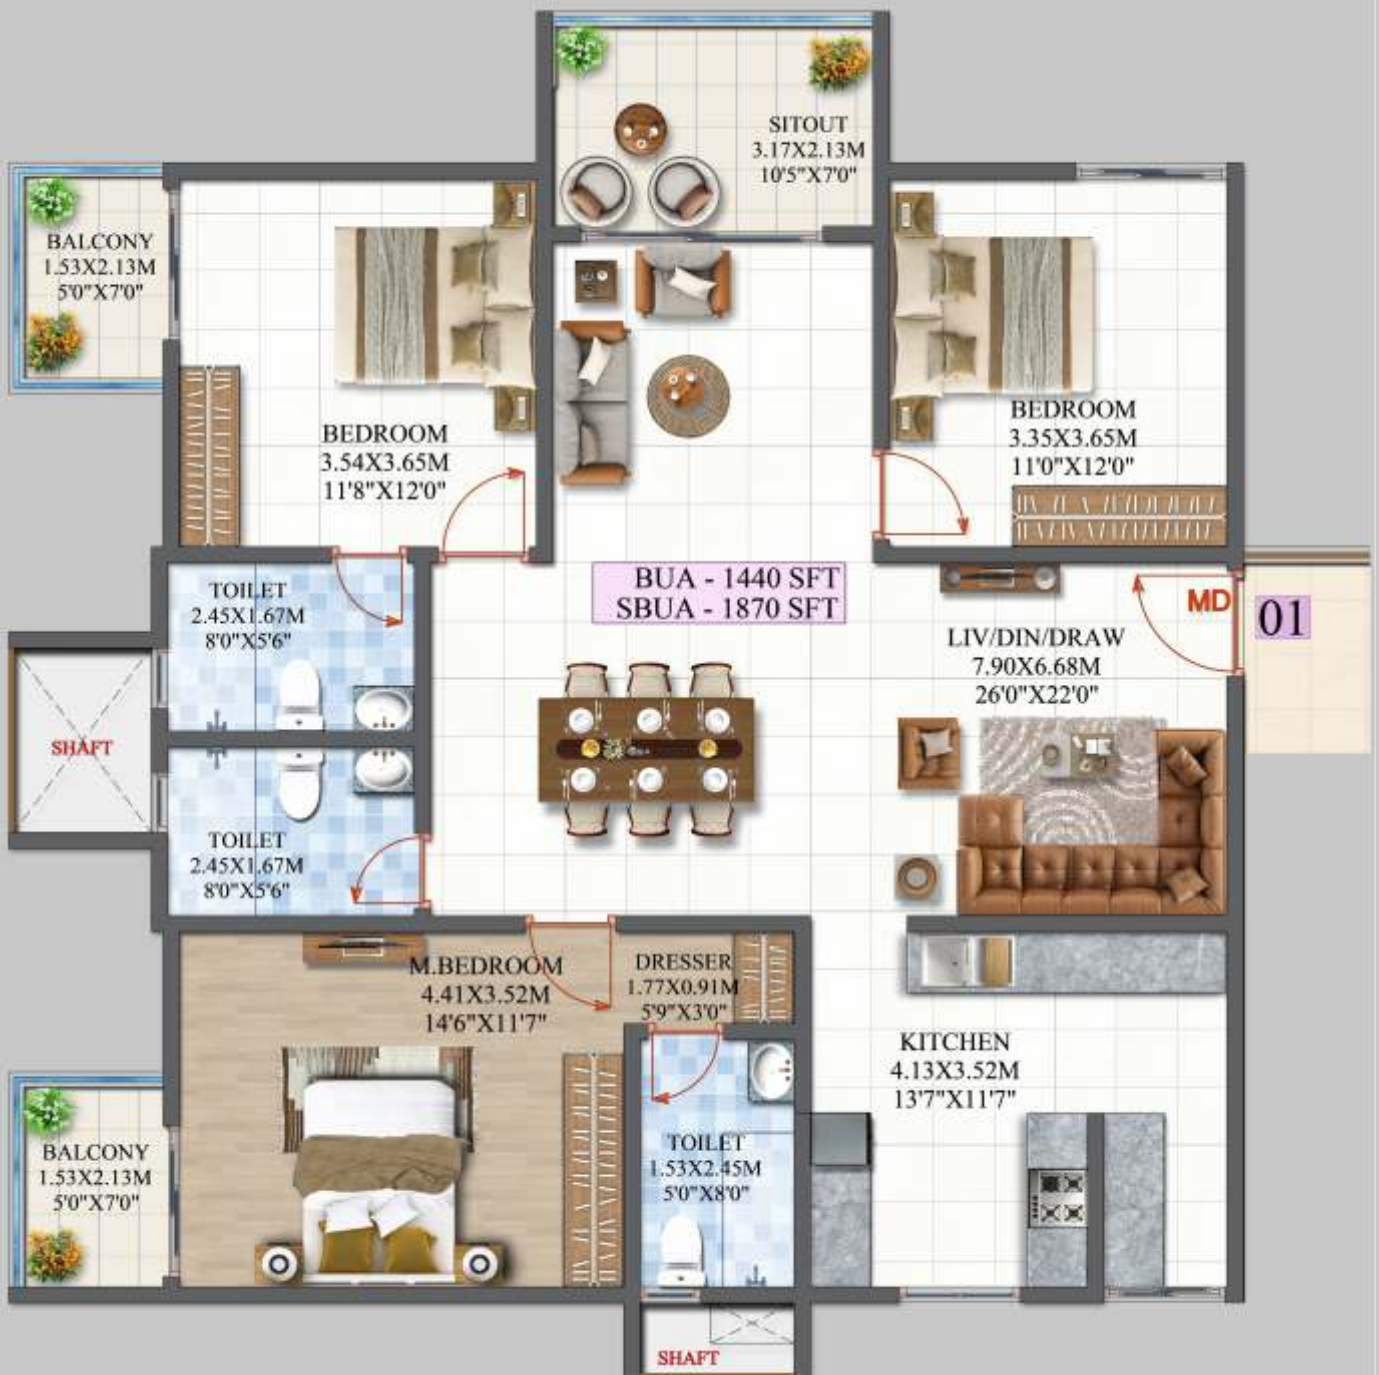 SITOUT
3.17X2.13M
10'5"X7'0"
BALCONY
1.53X2.13M
5'0"X7'0"
BEDROOM
3.54X3.65M
11'8"X12'0"
BEDROOM
3.35X3.65M
11'0"X12'0"
TOILET
2.45X1.67M
8'0"X5'6"
BUA - 1440 SFT
SBUA - 1870 SFT
MD
01
LIV/DIN/DRAW
7.90X6.68M
26'0"X22'0"
SHAFT
TOILET
2.45X1.67M
8'0"X5'6"
M.BEDROOM
4.41X3.52M
14'6"X11'7"
DRESSER
1.77X0.91M
5'9"X3'0"
KITCHEN
4.13X3.52M
13'7"X11'7"
BALCONY
1.53X2.13M
5'0"X7'0"
TOILET
1.53X2.45M
5'0"X8'0"
SHAFT